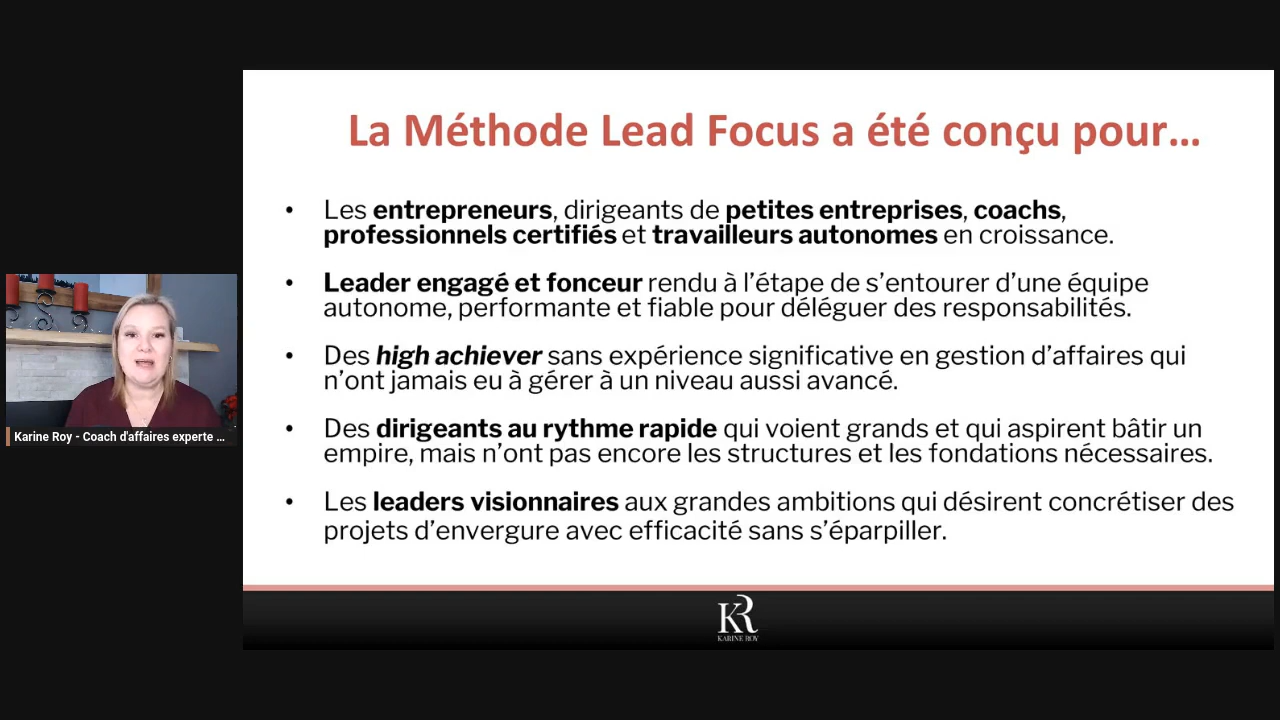 La Méthode Lead Focus a été conçu pour...
• Les entrepreneurs, dirigeants de petites entreprises, coachs,
professionnels certifiés et travailleurs autonomes en croissance.
• Leader engagé et fonceur rendu à l'étape de s'entourer d'une équipe
autonome, performante et fiable pour déléguer des responsabilités.
• Des high achiever sans expérience significative en gestion d'affaires qui
n'ont jamais eu à gérer à un niveau aussi avancé.
• Des dirigeants au rythme rapide qui voient grands et qui aspirent bâtir un
empire, mais n'ont pas encore les structures et les fondations nécessaires.
• Les leaders visionnaires aux grandes ambitions qui désirent concrétiser des
projets d'envergure avec efficacité sans s'éparpiller.
Karine Roy - Coach d'affaires experte ...
KR
KARINE ROY